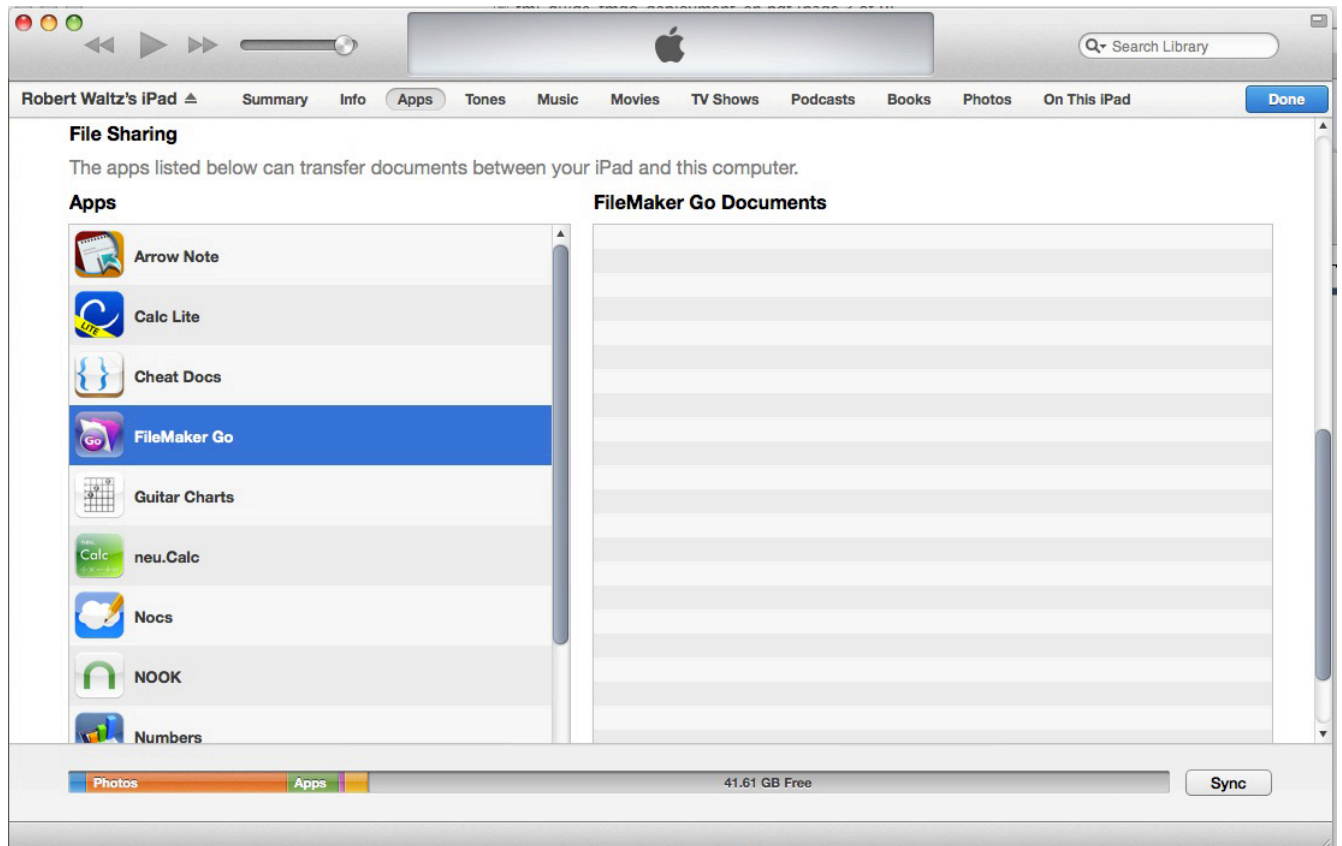 Search Library
Robert Waltz's iPad
Summary
Info
Apps
Tones
Music
Movies
TV Shows
Podcasts
Books
Photos
On This iPad
Done
File Sharing
The apps listed below can transfer documents between your iPad and this computer.
Apps
FileMaker Go Documents
Arrow Note
LITE
Calc Lite
Cheat Docs
Go
FileMaker Go
Guitar Charts
neu.
Calc
neu.Calc
Nocs
NOOK
Numbers
Photos
Apps
41.61 GB Free
Sync